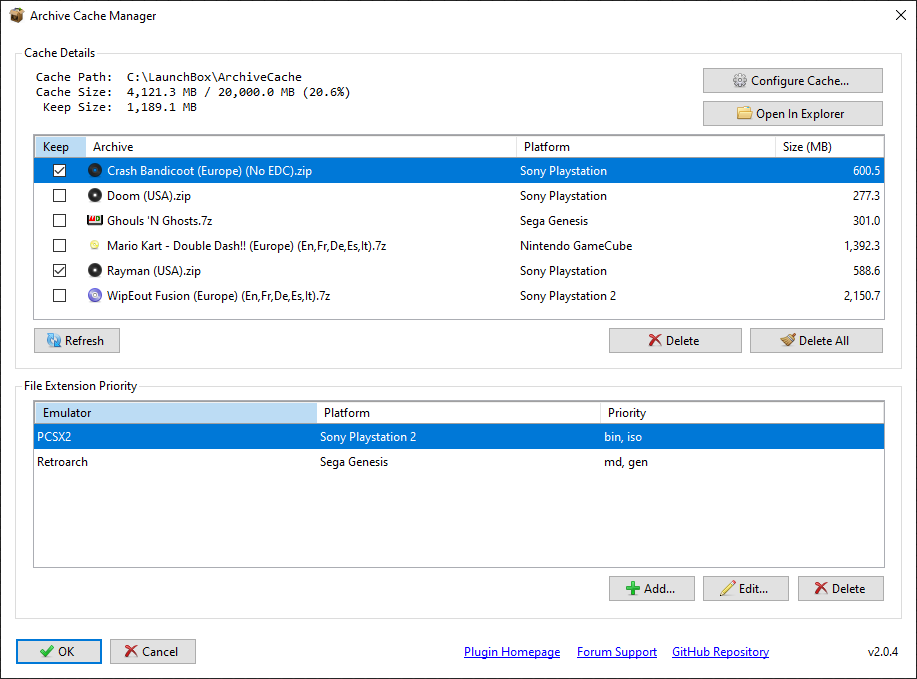 Archive Cache Manager
Cache Details
Cache Path: C:\LaunchBox\ArchiveCache
Cache Size: 4,121.3 MB / 20,000.0 MB (20.6%)
Keep Size: 1,189.1 MB
Configure Cache...
Open In Explorer
Keep Archive Platform Size (MB)
Crash Bandicoot (Europe) (No EDC).zip Sony Playstation 600.5
Doom (USA).zip Sony Playstation 277.3
Ghouls 'N Ghosts.7z Sega Genesis 301.0
Mario Kart - Double Dash!! (Europe) (En,Fr,De,Es,It).7z Nintendo GameCube 1,392.3
Rayman (USA).zip Sony Playstation 588.6
WipEout Fusion (Europe) (En,Fr,De,Es,It).7z Sony Playstation 2 2,150.7
Refresh Delete Delete All
File Extension Priority
Emulator Platform Priority
PCSX2 Sony Playstation 2 bin, iso
Retroarch Sega Genesis md, gen
Add... Edit... Delete
OK Cancel Plugin Homepage Forum Support GitHub Repository v2.0.4